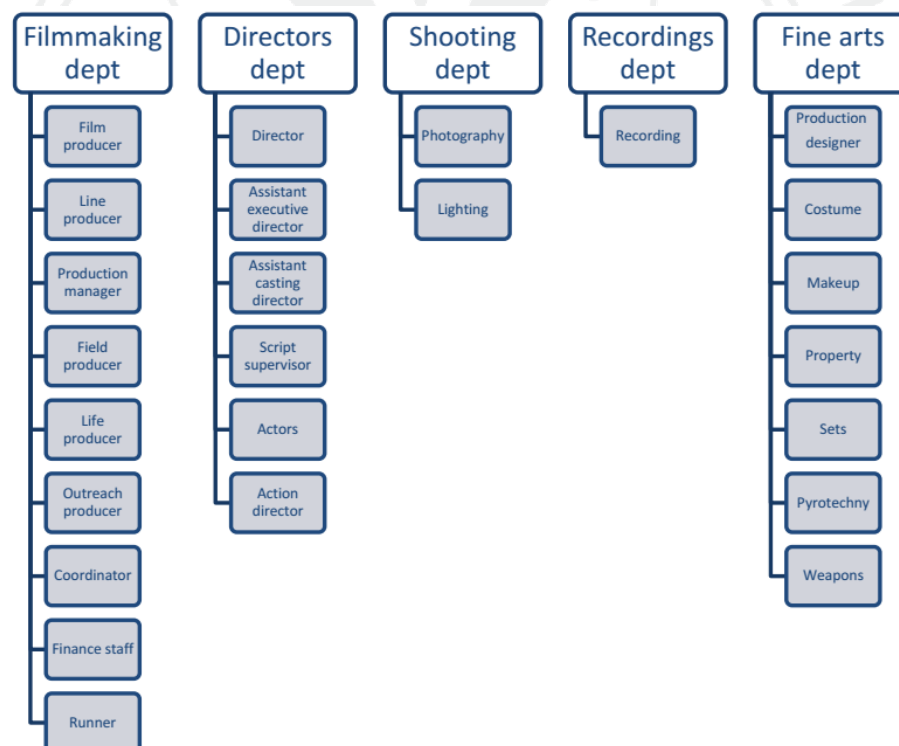 Filmmaking
dept
Film
producer
Line
producer
Production
manager
Field
producer
Life
producer
Outreach
producer
Coordinator
Finance staff
Runner
Directors
dept
Director
Assistant
executive
director
Assistant
casting
director
Script
supervisor
Actors
Action
director
Shooting
dept
Photography
Lighting
Recordings
dept
Recording
Fine arts
dept
Production
designer
Costume
Makeup
Property
Sets
Pyrotechny
Weapons